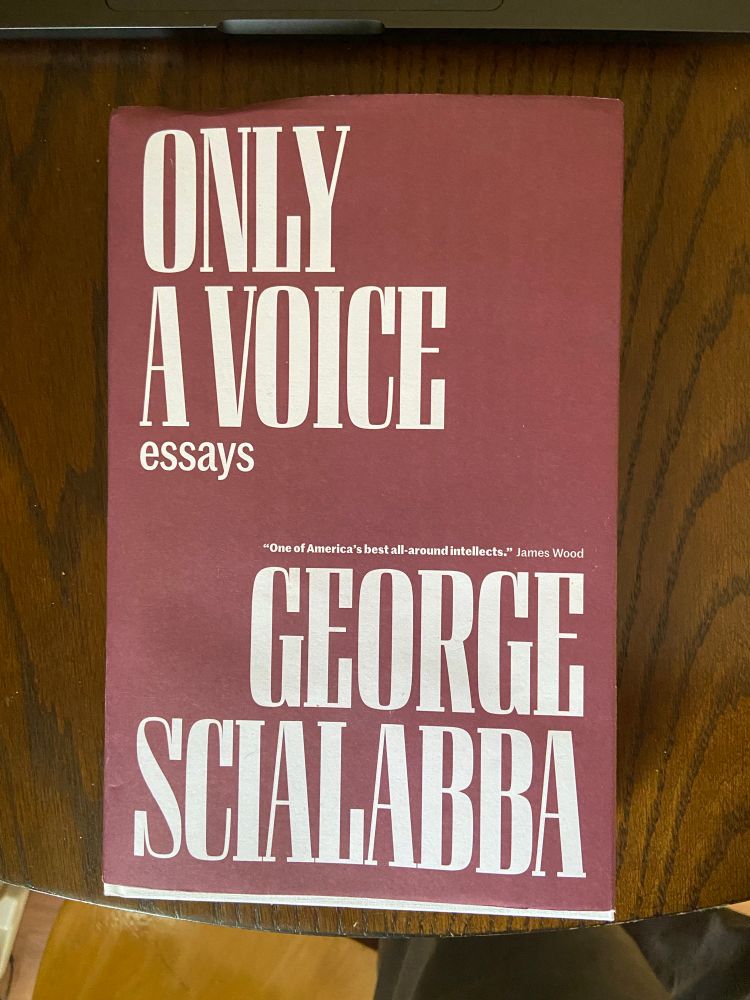 ONLY
A VOICE
essays
“One of America’s best all-around intellects.” James Wood
GEORGE
SCIALABBA